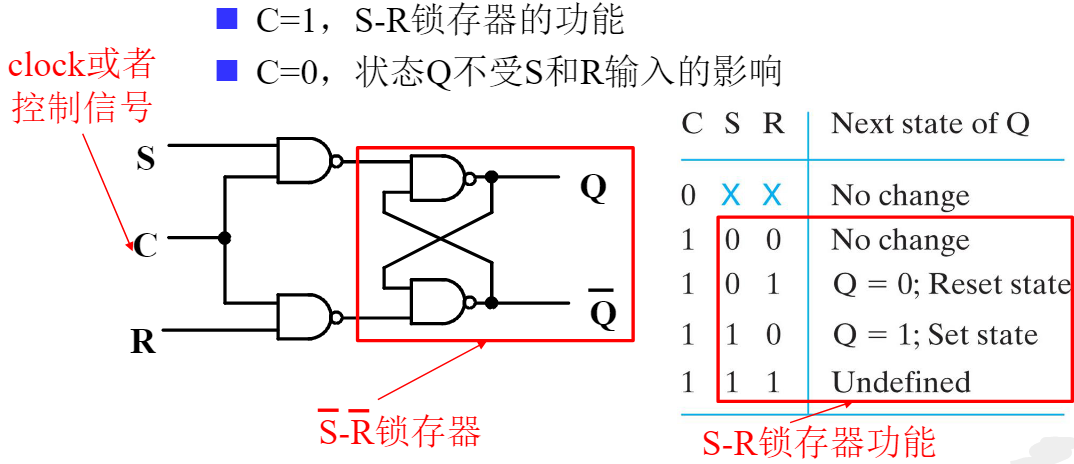 C=1，S-R锁存器的功能
C=0，状态Q不受S和R输入的影响
clock或者
控制信号
S
C
R
Q
Q̅
S̅-R̅锁存器
C S R Next state of Q
0 X X No change
1 0 0 No change
1 0 1 Q = 0; Reset state
1 1 0 Q = 1; Set state
1 1 1 Undefined
S-R锁存器功能